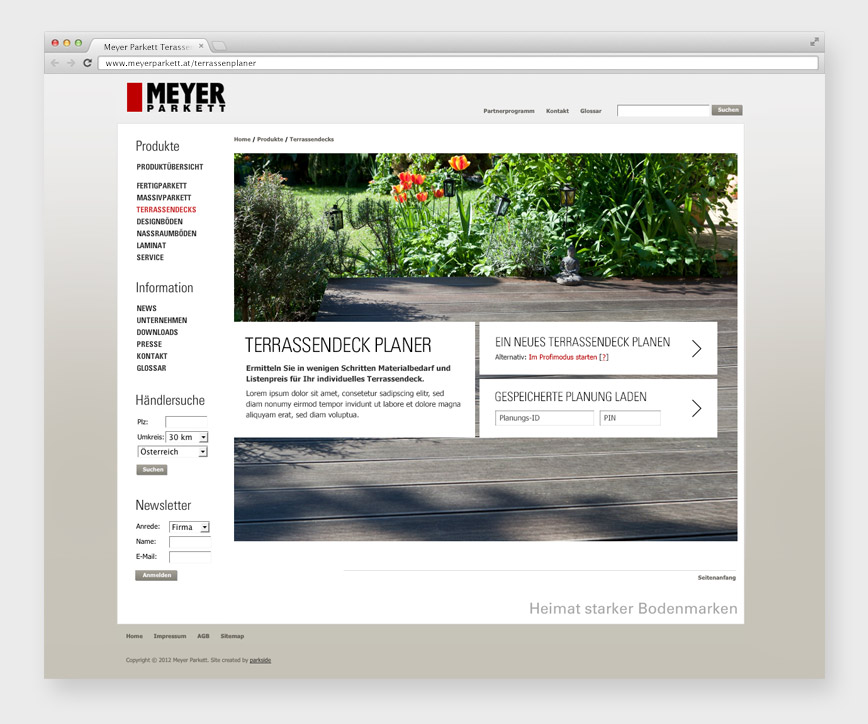 Meyer Parkett Terassen
www.meyerparkett.at/terrassenplaner
MEYER
PARKETT
Partnerprogramm Kontakt Glossar Suchen
Home / Produkte / Terrassendecks
Produkte
PRODUKTÜBERSICHT
FERTIGPARKETT
MASSIVPARKETT
TERRASSENDECKS
DESIGNBÖDEN
NASSRAUMBÖDEN
LAMINAT
SERVICE
Information
NEWS
UNTERNEHMEN
DOWNLOADS
PRESSE
KONTAKT
GLOSSAR
Händlersuche
Plz:
Umkreis: 30 km
Österreich
Suchen
Newsletter
Anrede: Firma
Name:
E-Mail:
Anmelden
TERRASSENDECK PLANER
Ermitteln Sie in wenigen Schritten Materialbedarf und
Listenpreis für Ihr individuelles Terrassendeck.
Lorem ipsum dolor sit amet, consetetur sadipscing elitr, sed
diam nonumy eirmod tempor invidunt ut labore et dolore magna
aliquyam erat, sed diam voluptua.
EIN NEUES TERRASSENDECK PLANEN
Alternativ: Im Profimodus starten [?]
GESPEICHERTE PLANUNG LADEN
Planungs-ID PIN
Seitenanfang
Heimat starker Bodenmarken
Home Impressum AGB Sitemap
Copyright © 2012 Meyer Parkett. Site created by parkside